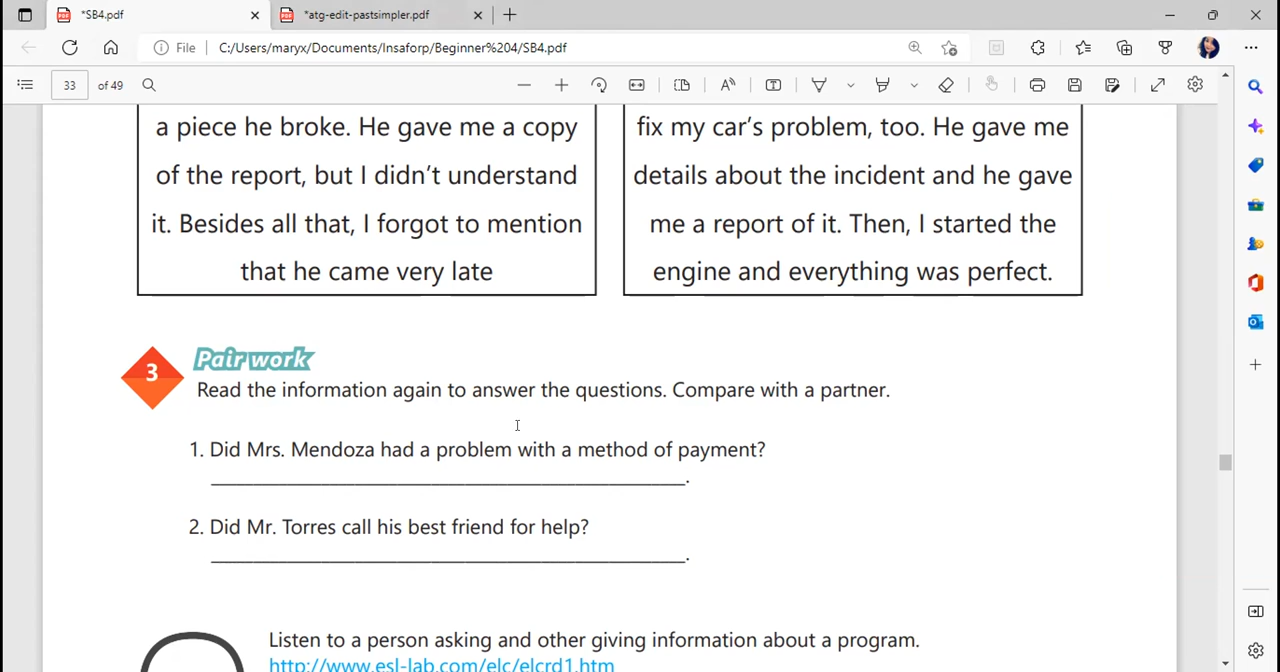 *SB4.pdf
*atg-edit-pastsimpler.pdf
File
C:/Users/maryx/Documents/Insaforp/Beginner%204/SB4.pdf
33
of 49
a piece he broke. He gave me a copy
of the report, but I didn't understand
it. Besides all that, I forgot to mention
that he came very late
fix my car's problem, too. He gave me
details about the incident and he gave
me a report of it. Then, I started the
engine and everything was perfect.
3
Pair work
Read the information again to answer the questions. Compare with a partner.
1. Did Mrs. Mendoza had a problem with a method of payment?
_______________________________________________.
2. Did Mr. Torres call his best friend for help?
_______________________________________________.
Listen to a person asking and other giving information about a program.
http://www.esl-lab.com/elc/elcrd1.htm